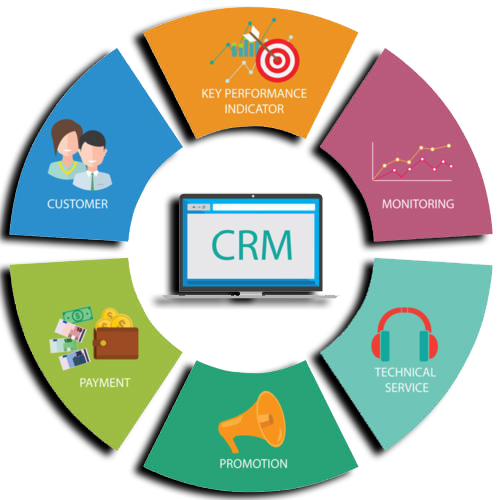 KEY PERFORMANCE
INDICATOR
CUSTOMER
MONITORING
CRM
PAYMENT
TECHNICAL
SERVICE
PROMOTION